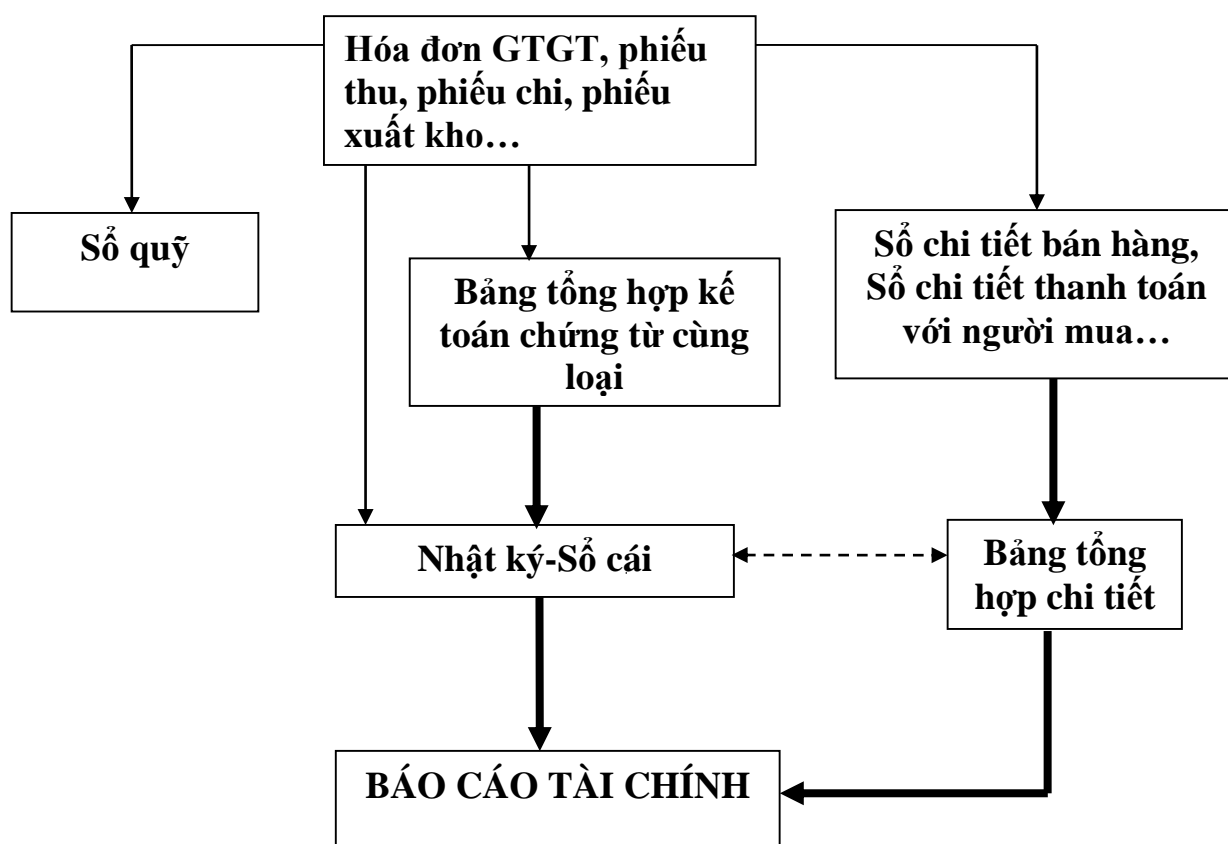 Hóa đơn GTGT, phiếu
thu, phiếu chi, phiếu
xuất kho…
Sổ quỹ
Sổ chi tiết bán hàng,
Sổ chi tiết thanh toán
với người mua…
Bảng tổng hợp kế
toán chứng từ cùng
loại
Nhật ký-Sổ cái
Bảng tổng
hợp chi tiết
BÁO CÁO TÀI CHÍNH